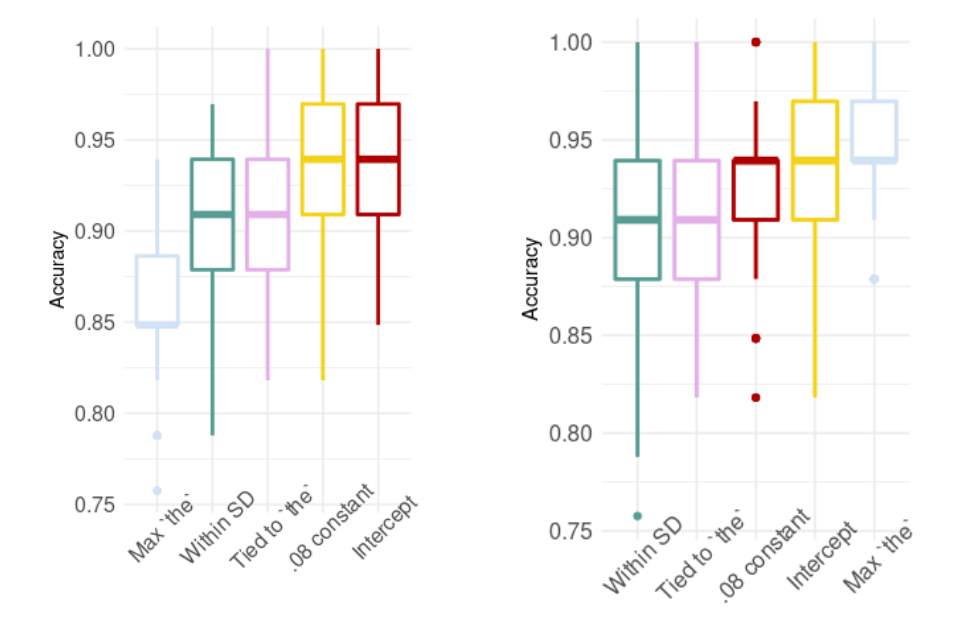 1.00
0.95
0.90
0.85
0.80
0.75
Accuracy
Max `the`
Within SD
Tied to `the`
.08 constant
Intercept
1.00
0.95
0.90
0.85
0.80
0.75
Accuracy
Within SD
Tied to `the`
.08 constant
Intercept
Max `the`